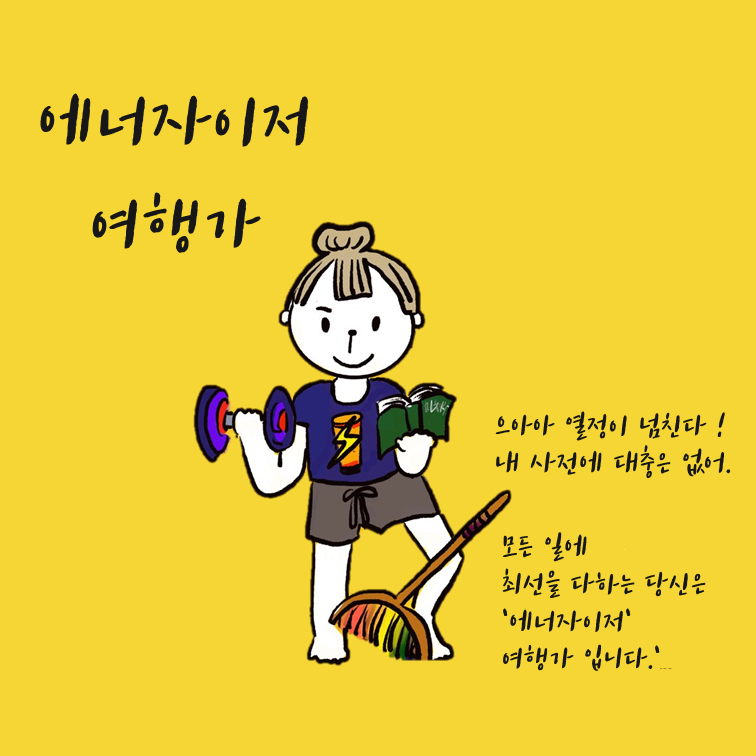 에너자이저
여행가
으아아 열정이 넘친다 !
내 사전에 대충은 없어.
모든 일에
최선을 다하는 당신은
'에너자이저'
여행가 입니다.'